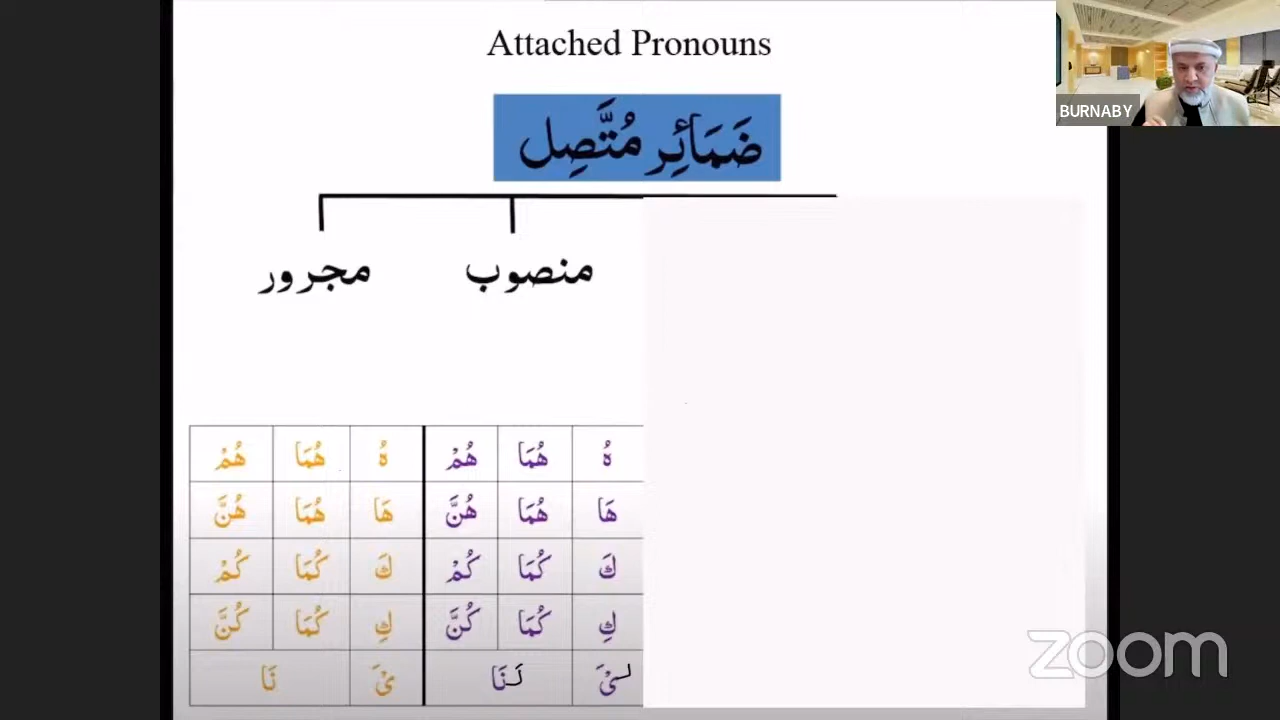 Attached Pronouns
BURNABY
ضَمَائِر مُتَّصِل
منصوب مجرور
هُ هُمَا هُمْ هُ هُمَا هُمْ
هَا هُمَا هُنَّ هَا هُمَا هُنَّ
كَ كُمَا كُمْ كَ كُمَا كُمْ
كِ كُمَا كُنَّ كِ كُمَا كُنَّ
نَا يْ نَا
zoom